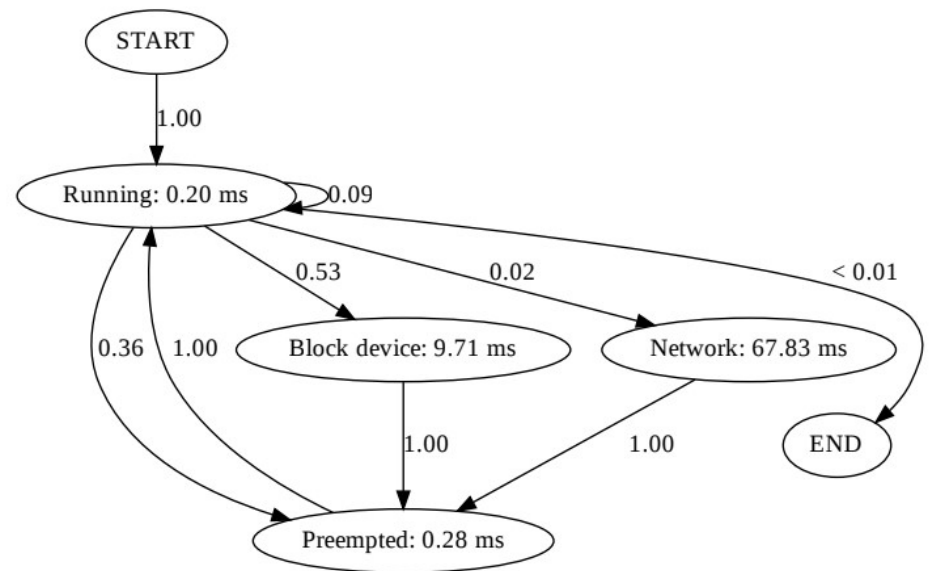 START
1.00
Running: 0.20 ms
0.09
0.53
0.02
< 0.01
0.36
1.00
Block device: 9.71 ms
Network: 67.83 ms
1.00
1.00
END
Preempted: 0.28 ms